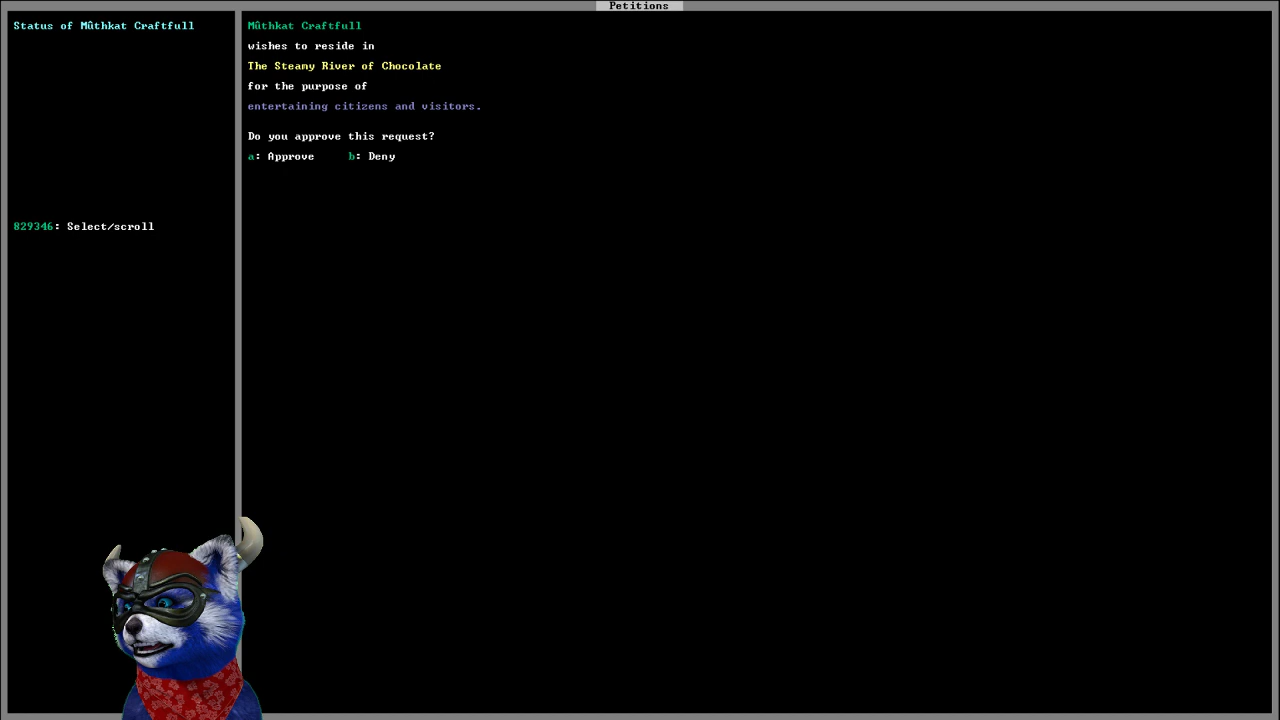 Petitions
Status of Mûthkat Craftfull
829346: Select/scroll
Mûthkat Craftfull
wishes to reside in
The Steamy River of Chocolate
for the purpose of
entertaining citizens and visitors.
Do you approve this request?
a: Approve b: Deny